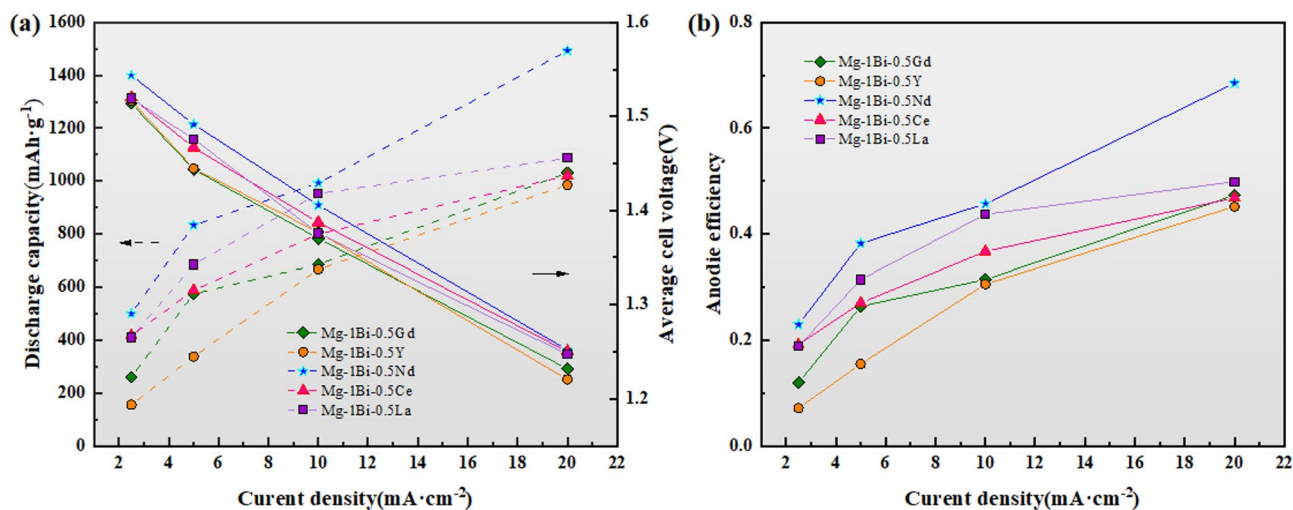 (a)
1600
1400
1200
1000
800
600
400
200
0
Discharge capacity(mAh·g-1)
1.6
1.5
1.4
1.3
1.2
Average cell voltage(V)
Mg-1Bi-0.5Gd
Mg-1Bi-0.5Y
Mg-1Bi-0.5Nd
Mg-1Bi-0.5Ce
Mg-1Bi-0.5La
2 4 6 8 10 12 14 16 18 20 22
Curent density(mA·cm-2)
(b)
0.8
0.6
0.4
0.2
0.0
Anodie efficiency
Mg-1Bi-0.5Gd
Mg-1Bi-0.5Y
Mg-1Bi-0.5Nd
Mg-1Bi-0.5Ce
Mg-1Bi-0.5La
2 4 6 8 10 12 14 16 18 20 22
Curent density(mA·cm-2)